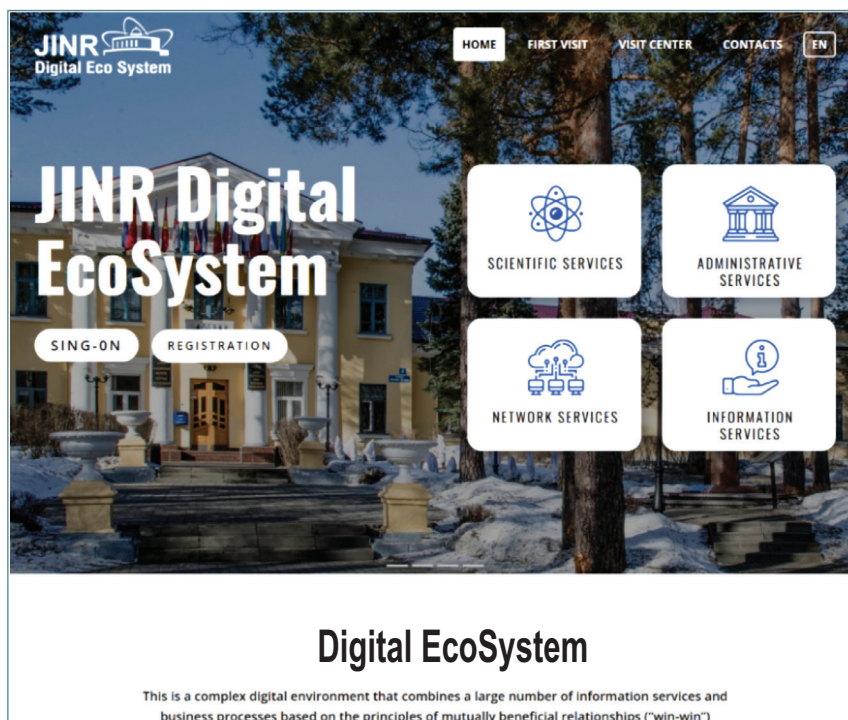 JINR
Digital Eco System
HOME FIRST VISIT VISIT CENTER CONTACTS EN
JINR Digital
EcoSystem
SING-0N REGISTRATION
SCIENTIFIC SERVICES
ADMINISTRATIVE
SERVICES
NETWORK SERVICES
INFORMATION
SERVICES
Digital EcoSystem
This is a complex digital environment that combines a large number of information services and
business processes based on the principles of mutually beneficial relationships ("win-win")